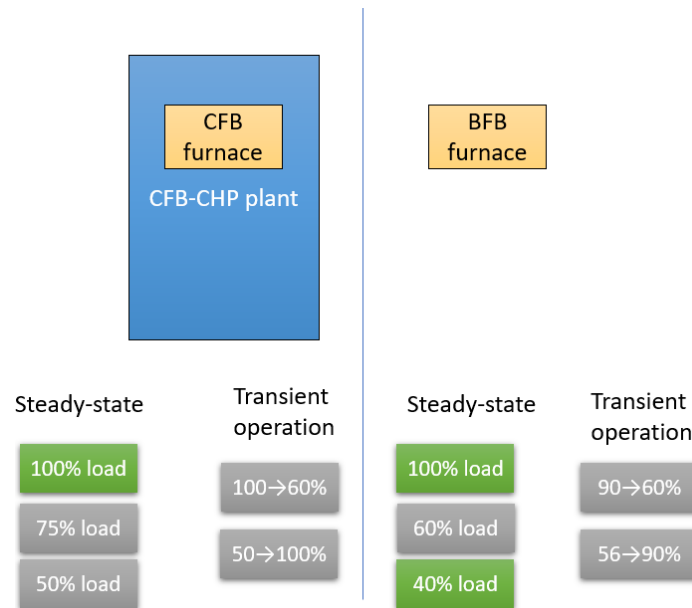 CFB
furnace
CFB-CHP plant
BFB
furnace
Steady-state
Transient
operation
100% load
75% load
50% load
100→60%
50→100%
Steady-state
Transient
operation
100% load
60% load
40% load
90→60%
56→90%